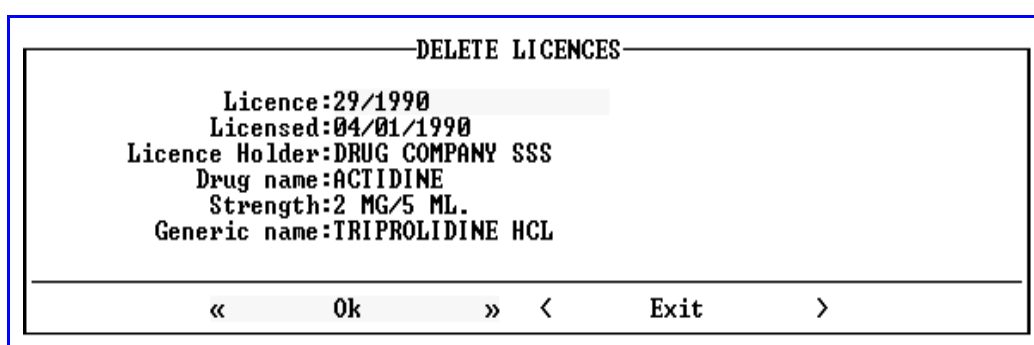 DELETE LICENCES
Licence:29/1990
Licensed:04/01/1990
Licence Holder:DRUG COMPANY SSS
Drug name:ACTIDINE
Strength:2 MG/5 ML.
Generic name:TRIPROLIDINE HCL
« Ok » < Exit >